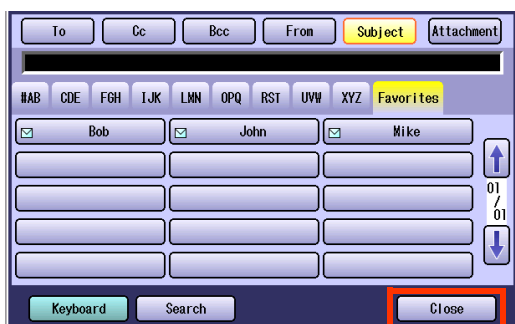 To Cc Bcc From Subject Attachment
#AB CDE FGH IJK LMN OPQ RST UVW XYZ Favorites
Bob John Mike
01
/
01
Keyboard Search Close